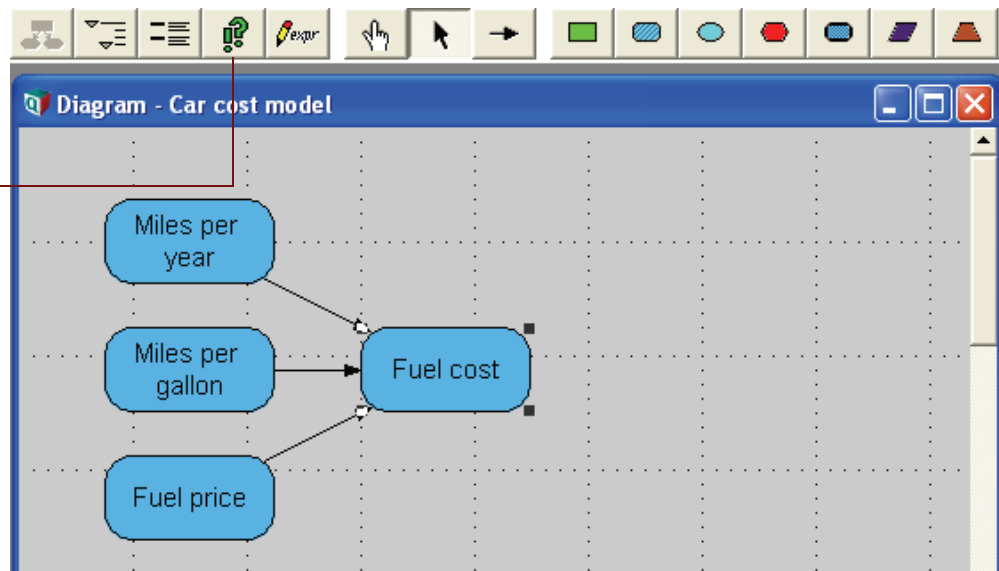 expr
Diagram - Car cost model
Miles per
year
Miles per
gallon
Fuel cost
Fuel price